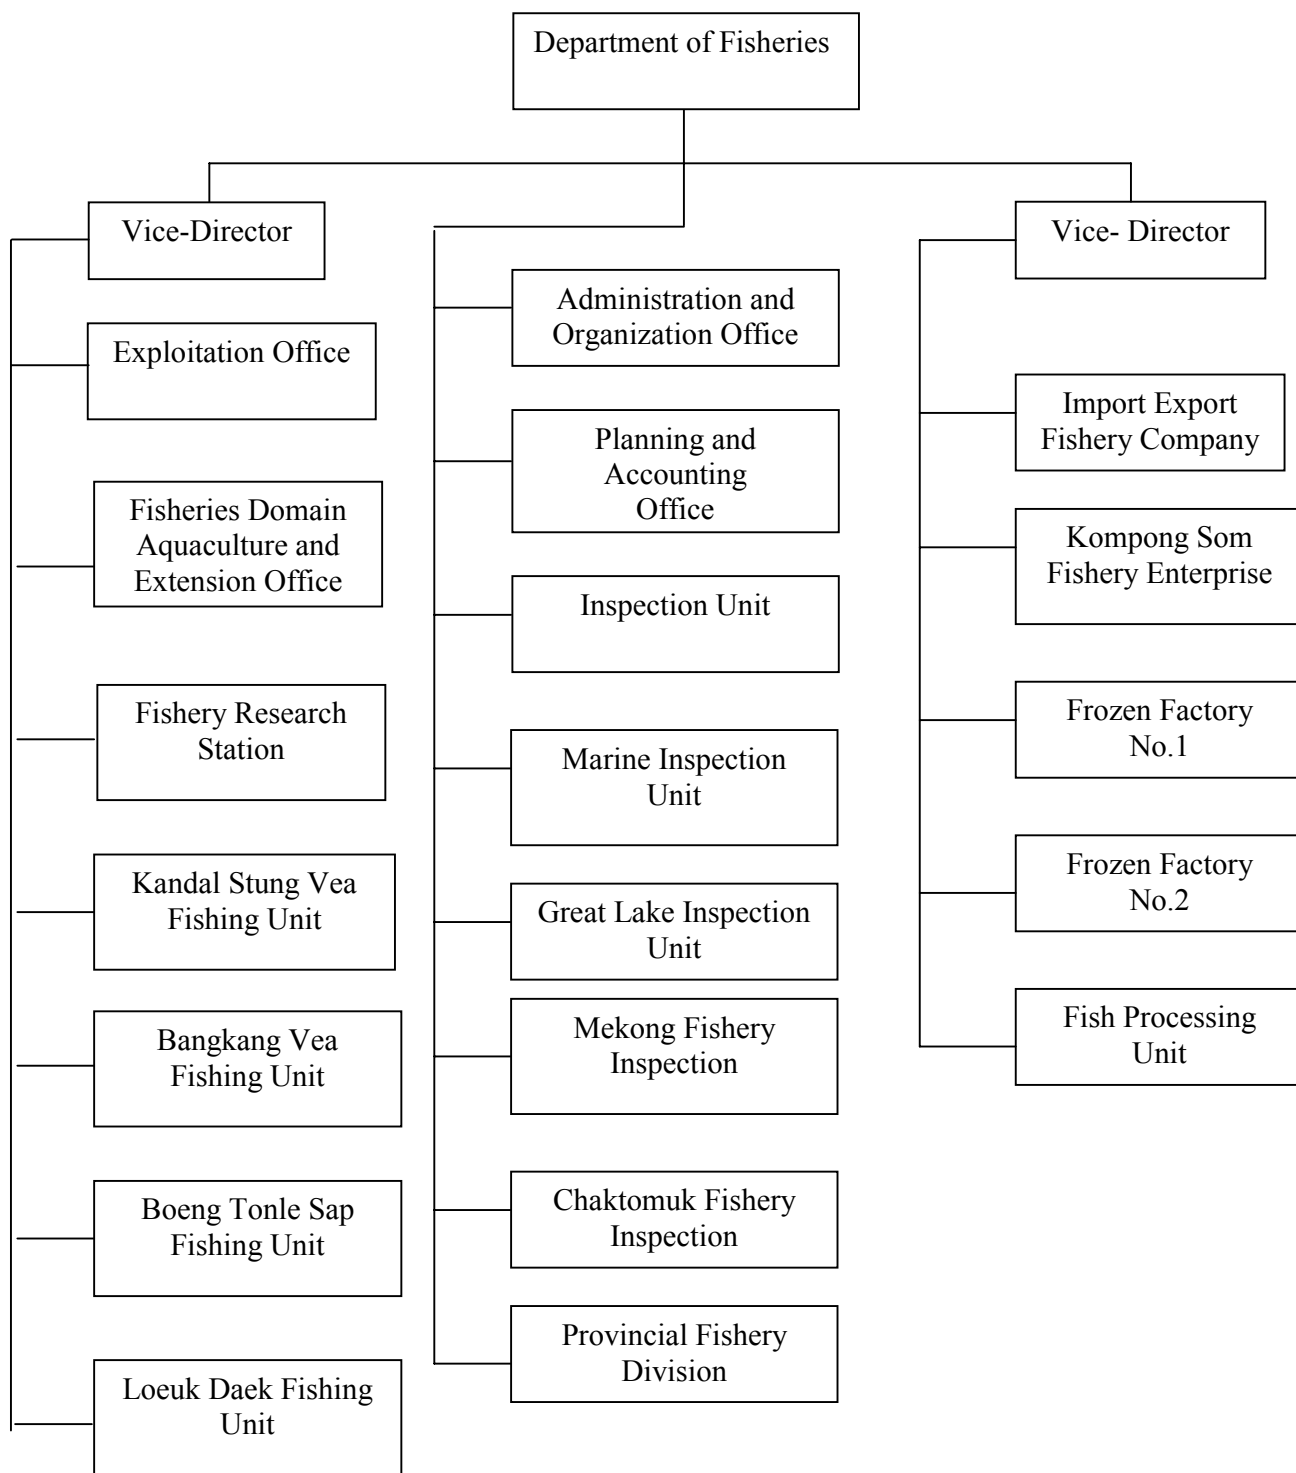 Department of Fisheries
Vice-Director
Exploitation Office
Fisheries Domain
Aquaculture and
Extension Office
Fishery Research
Station
Kandal Stung Vea
Fishing Unit
Bangkang Vea
Fishing Unit
Boeng Tonle Sap
Fishing Unit
Loeuk Daek Fishing
Unit
Administration and
Organization Office
Planning and
Accounting
Office
Inspection Unit
Marine Inspection
Unit
Great Lake Inspection
Unit
Mekong Fishery
Inspection
Chaktomuk Fishery
Inspection
Provincial Fishery
Division
Vice- Director
Import Export
Fishery Company
Kompong Som
Fishery Enterprise
Frozen Factory
No.1
Frozen Factory
No.2
Fish Processing
Unit